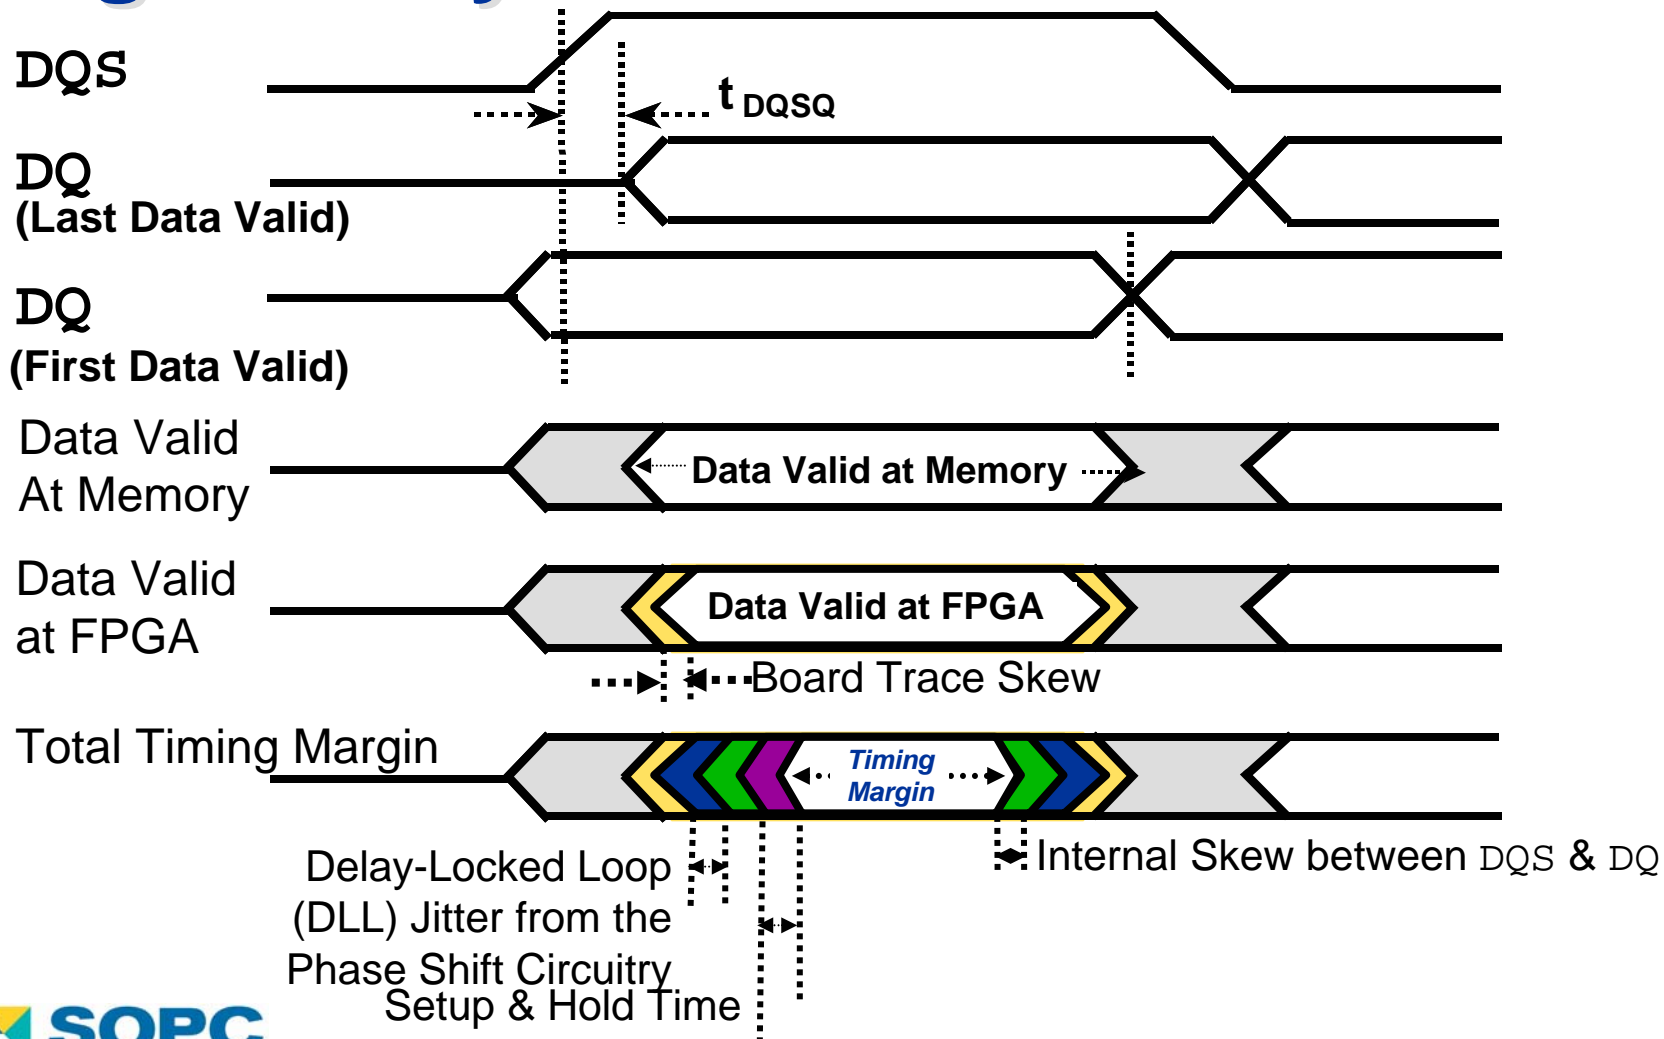 DQS
t DQSQ
DQ
(Last Data Valid)
DQ
(First Data Valid)
Data Valid
At Memory
Data Valid at Memory
Data Valid
at FPGA
Data Valid at FPGA
Board Trace Skew
Total Timing Margin
Timing
Margin
Internal Skew between DQS & DQ
Delay-Locked Loop
(DLL) Jitter from the
Phase Shift Circuitry
Setup & Hold Time
SOPC